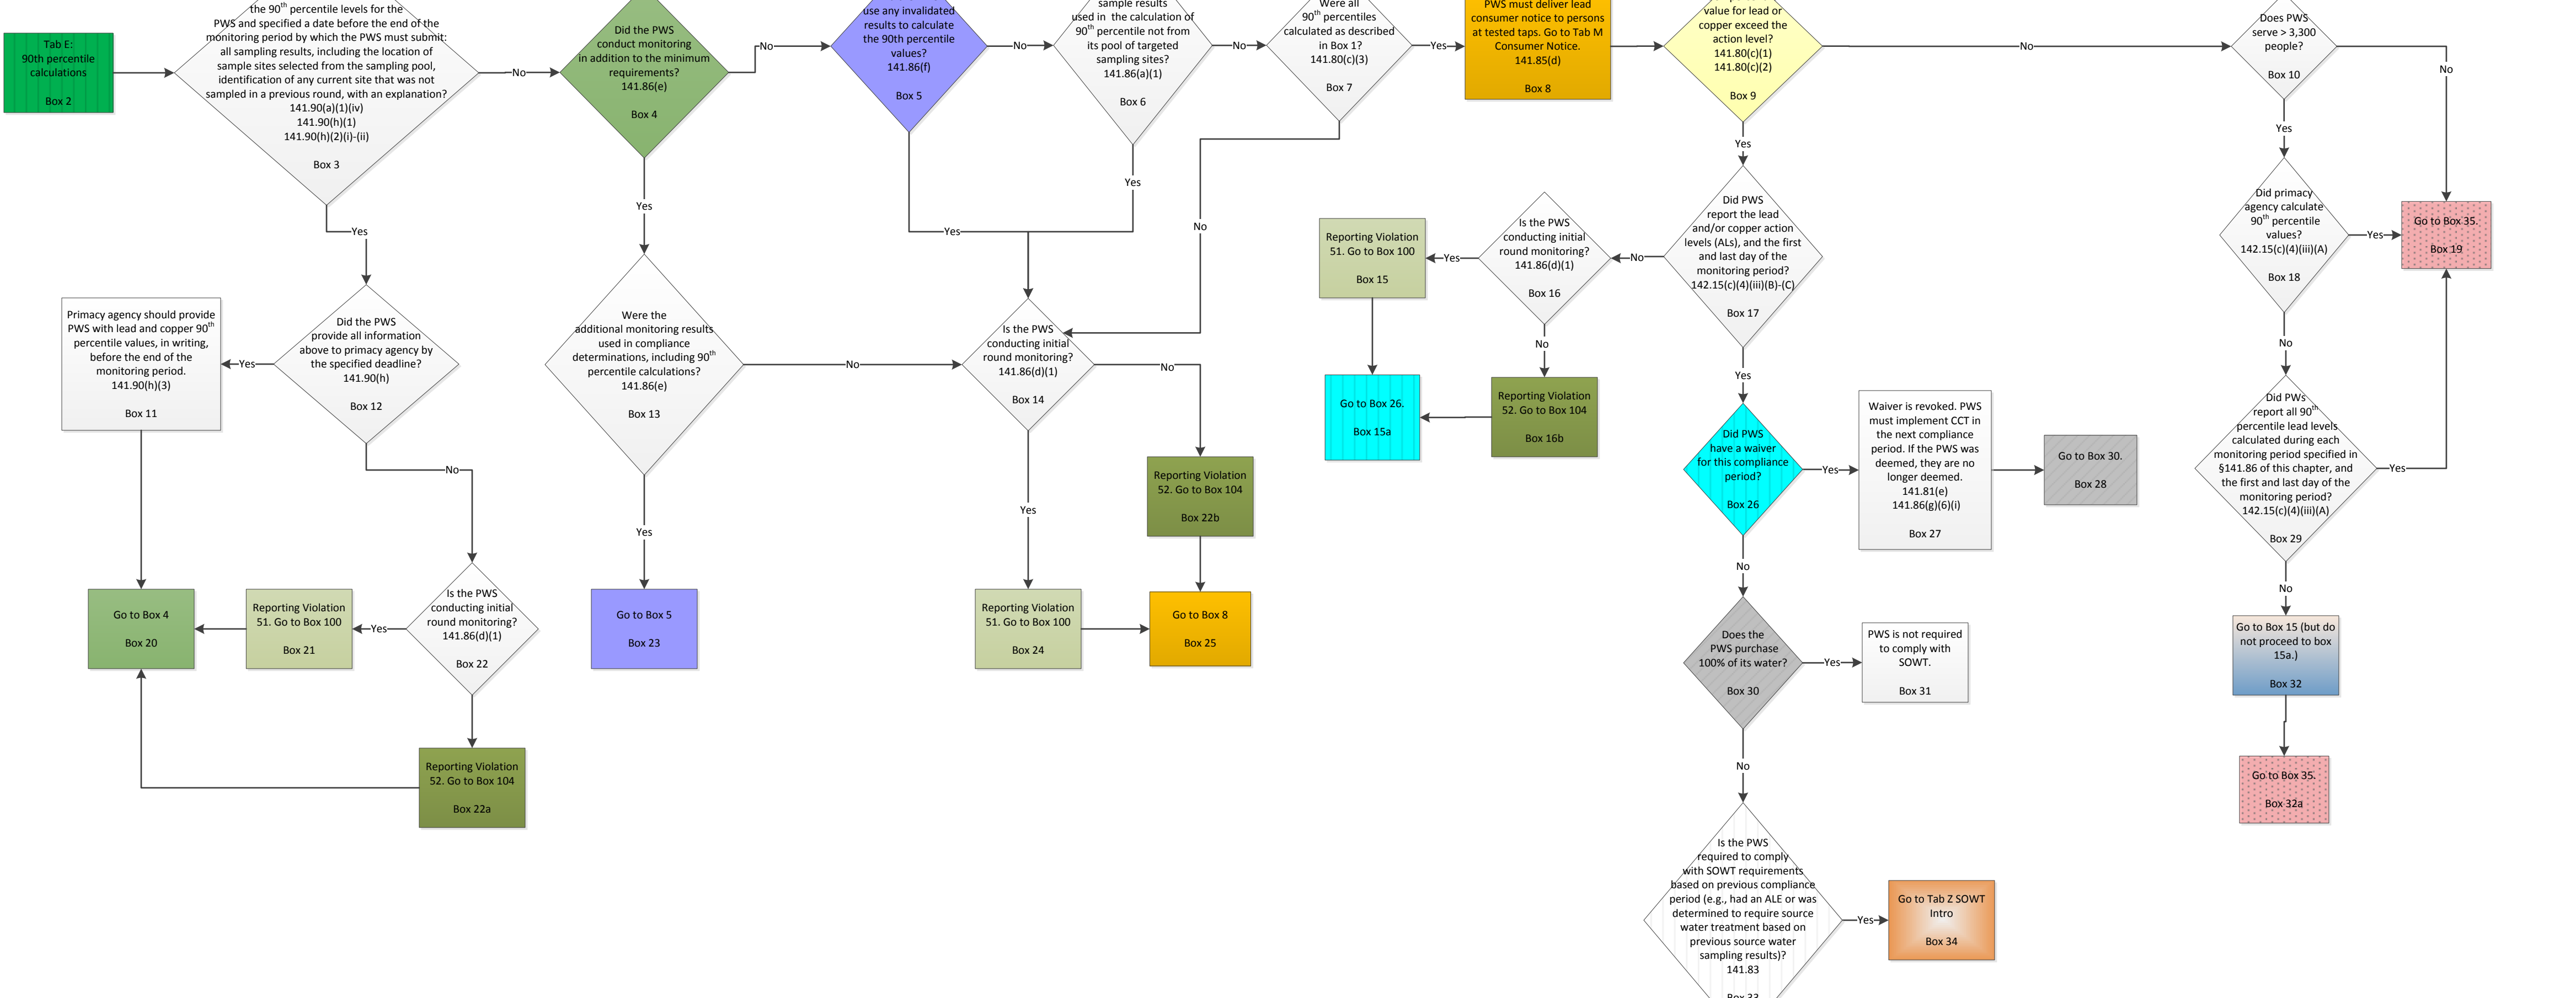 Tab E:
90th percentile
calculations
Box 2
the 90th percentile levels for the
PWS and specified a date before the end of the
monitoring period by which the PWS must submit:
all sampling results, including the location of
sample sites selected from the sampling pool,
identification of any current site that was not
sampled in a previous round, with an explanation?
141.90(a)(1)(iv)
141.90(h)(1)
141.90(h)(2)(i)-(ii)
Box 3
No
Yes
Did the PWS
conduct monitoring
in addition to the minimum
requirements?
141.86(e)
Box 4
No
Yes
use any invalidated
results to calculate
the 90th percentile
values?
141.86(f)
Box 5
No
Yes
sample results
used in the calculation of
90th percentile not from
its pool of targeted
sampling sites?
141.86(a)(1)
Box 6
No
Yes
Were all
90th percentiles
calculated as described
in Box 1?
141.80(c)(3)
Box 7
Yes
No
PWS must deliver lead
consumer notice to persons
at tested taps. Go to Tab M
Consumer Notice.
141.85(d)
Box 8
value for lead or
copper exceed the
action level?
141.80(c)(1)
141.80(c)(2)
Box 9
No
Yes
Does PWS
serve > 3,300
people?
Box 10
No
Yes
Primacy agency should provide
PWS with lead and copper 90th
percentile values, in writing,
before the end of the
monitoring period.
141.90(h)(3)
Box 11
Yes
Did the PWS
provide all information
above to primacy agency by
the specified deadline?
141.90(h)
Box 12
No
Were the
additional monitoring results
used in compliance
determinations, including 90th
percentile calculations?
141.86(e)
Box 13
No
Yes
Is the PWS
conducting initial
round monitoring?
141.86(d)(1)
Box 14
No
Yes
Reporting Violation
51. Go to Box 100
Box 15
Yes
Is the PWS
conducting initial
round monitoring?
141.86(d)(1)
Box 16
No
No
Did PWS
report the lead
and/or copper action
levels (ALs), and the first
and last day of the
monitoring period?
142.15(c)(4)(iii)(B)-(C)
Box 17
Yes
Did primacy
agency calculate
90th percentile
values?
142.15(c)(4)(iii)(A)
Box 18
Yes
No
Go to Box 35.
Box 19
Go to Box 26.
Box 15a
Reporting Violation
52. Go to Box 104
Box 16b
Did PWS
have a waiver
for this compliance
period?
Box 26
Yes
No
Waiver is revoked. PWS
must implement CCT in
the next compliance
period. If the PWS was
deemed, they are no
longer deemed.
141.81(e)
141.86(g)(6)(i)
Box 27
Go to Box 30.
Box 28
Did PWs
report all 90th
percentile lead levels
calculated during each
monitoring period specified in
§141.86 of this chapter, and
the first and last day of the
monitoring period?
142.15(c)(4)(iii)(A)
Box 29
Yes
No
Reporting Violation
52. Go to Box 104
Box 22b
Go to Box 4
Box 20
Reporting Violation
51. Go to Box 100
Box 21
Yes
Is the PWS
conducting initial
round monitoring?
141.86(d)(1)
Box 22
Go to Box 5
Box 23
Reporting Violation
51. Go to Box 100
Box 24
Go to Box 8
Box 25
Does the
PWS purchase
100% of its water?
Box 30
Yes
No
PWS is not required
to comply with
SOWT.
Box 31
Go to Box 15 (but do
not proceed to box
15a.)
Box 32
Reporting Violation
52. Go to Box 104
Box 22a
Go to Box 35.
Box 32a
Is the PWS
required to comply
with SOWT requirements
based on previous compliance
period (e.g., had an ALE or was
determined to require source
water treatment based on
previous source water
sampling results)?
141.83
Box 33
Yes
Go to Tab Z SOWT
Intro
Box 34